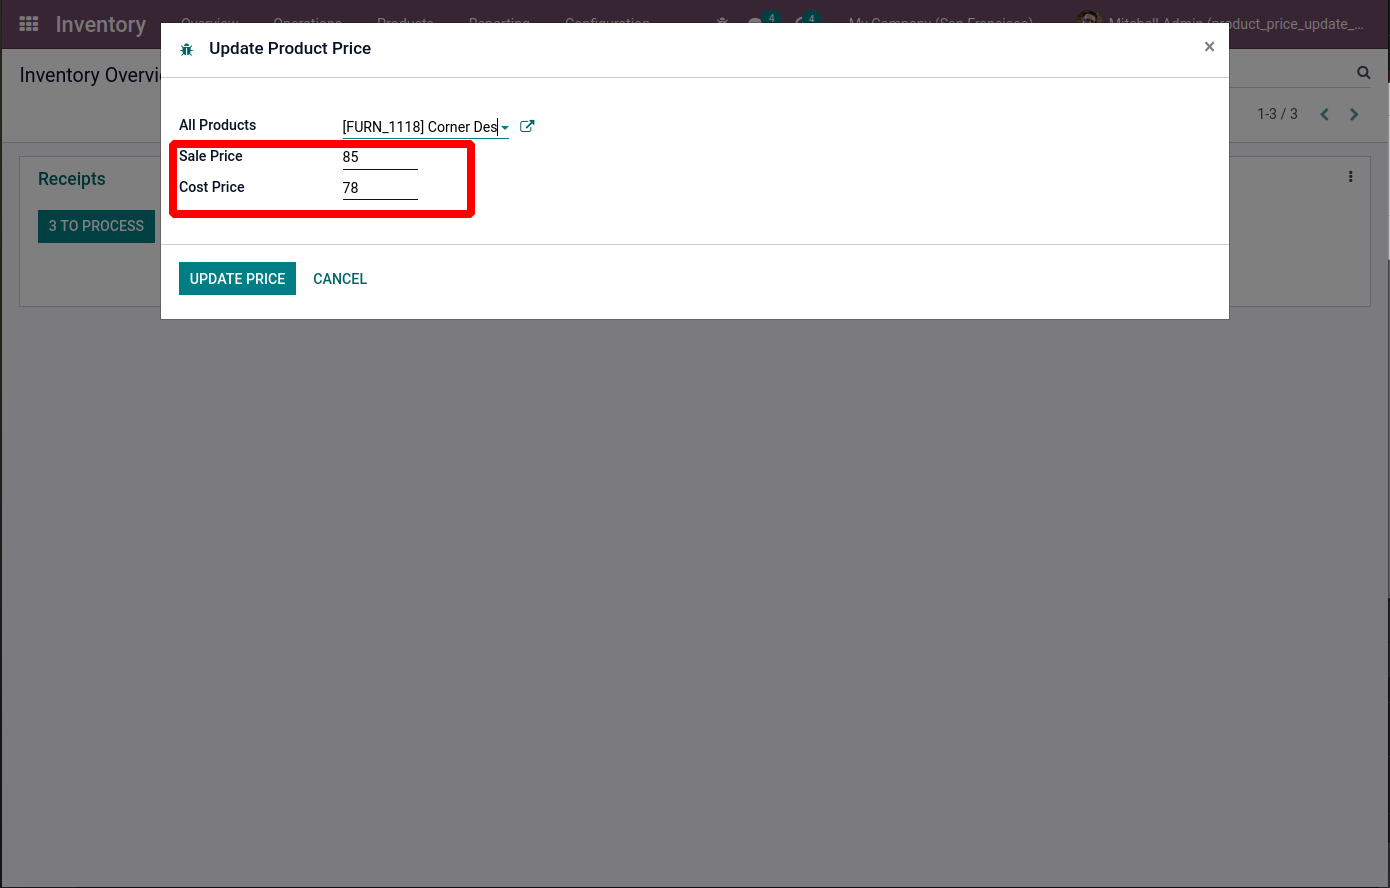 Inventory
Overview Operations Products Reporting Configuration 4 4 My Company (San Francisco) Mitchell Admin (product_price_update_...
Update Product Price ×
Inventory Overvi
1-3 / 3
All Products [FURN_1118] Corner Des
Sale Price 85
Cost Price 78
Receipts
3 TO PROCESS
UPDATE PRICE CANCEL